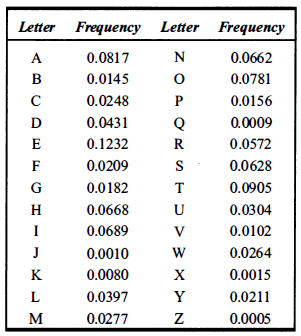 Letter Frequency Letter Frequency
A 0.0817 N 0.0662
B 0.0145 O 0.0781
C 0.0248 P 0.0156
D 0.0431 Q 0.0009
E 0.1232 R 0.0572
F 0.0209 S 0.0628
G 0.0182 T 0.0905
H 0.0668 U 0.0304
I 0.0689 V 0.0102
J 0.0010 W 0.0264
K 0.0080 X 0.0015
L 0.0397 Y 0.0211
M 0.0277 Z 0.0005